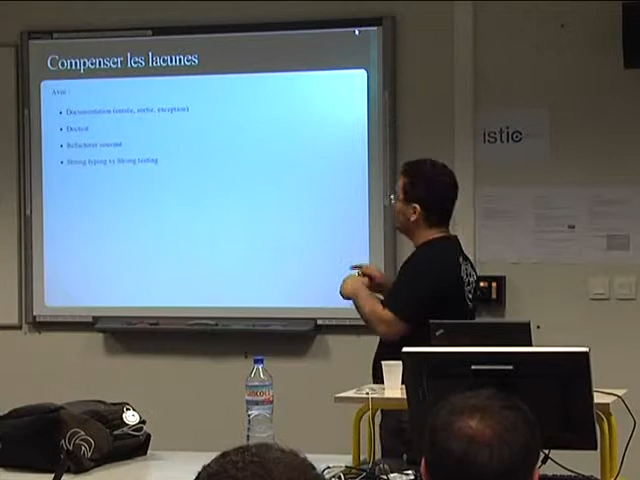 Compenser les lacunes
Avec :
Documentation (entrée, sortie, exception)
Doctest
Refactorer souvent
Strong typing vs Strong testing
istic